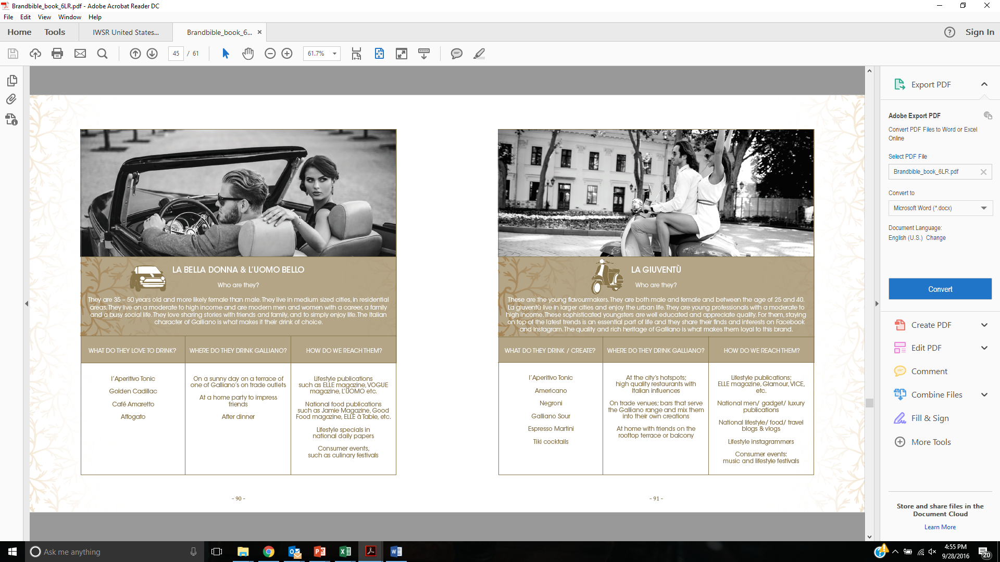 Brandbible_book_6LR.pdf - Adobe Acrobat Reader DC
File Edit View Window Help
Home Tools IWSR United States... Brandbible_book_6... ×
? Sign In
45 / 61 61.7%
LA BELLA DONNA & L'UOMO BELLO
Who are they?
They are 35 – 50 years old and more likely female than male. They live in medium sized cities, in residential
areas. They live on a moderate to high income and are modern men and women with a career, a family
and a busy social life. They love sharing stories with friends and family, and to simply enjoy life. The Italian
character of Galliano is what makes it their drink of choice.
WHAT DO THEY LOVE TO DRINK?
l'Aperitivo Tonic
Golden Cadillac
Café Amaretto
Affogato
WHERE DO THEY DRINK GALLIANO?
On a sunny day on a terrace of
one of Galliano's on trade outlets
At a home party to impress
friends
After dinner
HOW DO WE REACH THEM?
Lifestyle publications
such as ELLE magazine, VOGUE
magazine, L'UOMO etc.
National food publications
such as Jamie Magazine, Good
Food magazine, ELLE à Table, etc.
Lifestyle specials in
national daily papers
Consumer events,
such as culinary festivals
- 90 -
LA GIUVENTÙ
Who are they?
These are the young flavourmakers. They are both male and female and between the age of 25 and 40.
La giuventù live in larger cities and enjoy the urban life. They are young professionals with a moderate to
high income. These sophisticated youngsters are well educated and appreciate quality. For them, staying
on top of the latest trends is an essential part of life and they share their finds and interests on Facebook
and Instagram. The quality and rich heritage of Galliano is what makes them loyal to this brand.
WHAT DO THEY DRINK / CREATE?
l'Aperitivo Tonic
Americano
Negroni
Galliano Sour
Espresso Martini
Tiki cocktails
WHERE DO THEY DRINK GALLIANO?
At the city's hotspots;
high quality restaurants with
Italian influences
On trade venues; bars that serve
the Galliano range and mix them
into their own creations
At home with friends on the
rooftop terrace or balcony
HOW DO WE REACH THEM?
Lifestyle publications;
ELLE magazine, Glamour, VICE,
etc.
National men/ gadget/ luxury
publications
National lifestyle/ food/ travel
blogs & vlogs
Lifestyle instagrammers
Consumer events:
music and lifestyle festivals
- 91 -
Export PDF
Adobe Export PDF
Convert PDF Files to Word or Excel
Online
Select PDF File
Brandbible_book_6LR.pdf
Convert to
Microsoft Word (*.docx)
Document Language:
English (U.S.) Change
Convert
Create PDF
Edit PDF
Comment
Combine Files
Fill & Sign
More Tools
Store and share files in the
Document Cloud
Learn More
Ask me anything
4:55 PM
9/28/2016
20